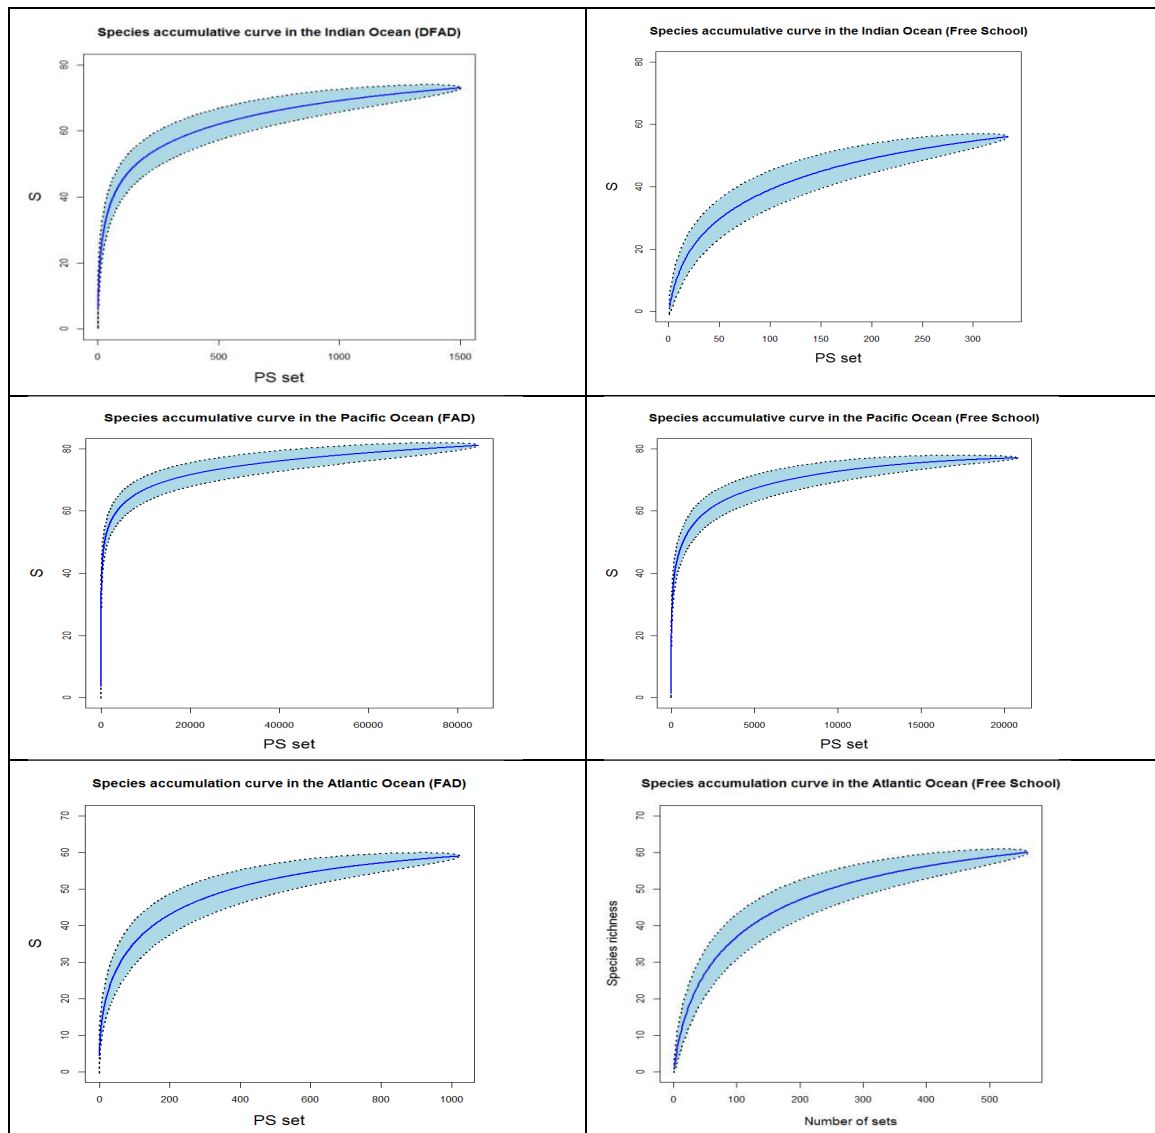 Species accumulative curve in the Indian Ocean (DFAD)
80
60
40
20
0
S
0 500 1000 1500
PS set
Species accumulative curve in the Indian Ocean (Free School)
80
60
40
20
0
S
0 50 100 150 200 250 300
PS set
Species accumulative curve in the Pacific Ocean (FAD)
80
60
40
20
0
S
0 20000 40000 60000 80000
PS set
Species accumulative curve in the Pacific Ocean (Free School)
80
60
40
20
0
S
0 5000 10000 15000 20000
PS set
Species accumulation curve in the Atlantic Ocean (FAD)
70
60
50
40
30
20
10
0
S
0 200 400 600 800 1000
PS set
Species accumulation curve in the Atlantic Ocean (Free School)
70
60
50
40
30
20
10
0
Species richness
0 100 200 300 400 500
Number of sets